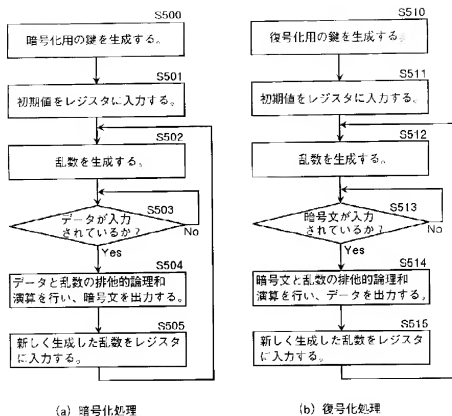 S500
暗号化用の鍵を生成する。
S501
初期値をレジスタに入力する。
S502
乱数を生成する。
S503
データが入力
されているか?
No
Yes
S504
データと乱数の排他的論理和
演算を行い、暗号文を出力する。
S505
新しく生成した乱数をレジスタ
に入力する。
(a) 暗号化処理
S510
復号化用の鍵を生成する。
S511
初期値をレジスタに入力する。
S512
乱数を生成する。
S513
暗号文が入力
されているか?
No
Yes
S514
暗号文と乱数の排他的論理和
演算を行い、データを出力する。
S515
新しく生成した乱数をレジスタ
に入力する。
(b) 復号化処理